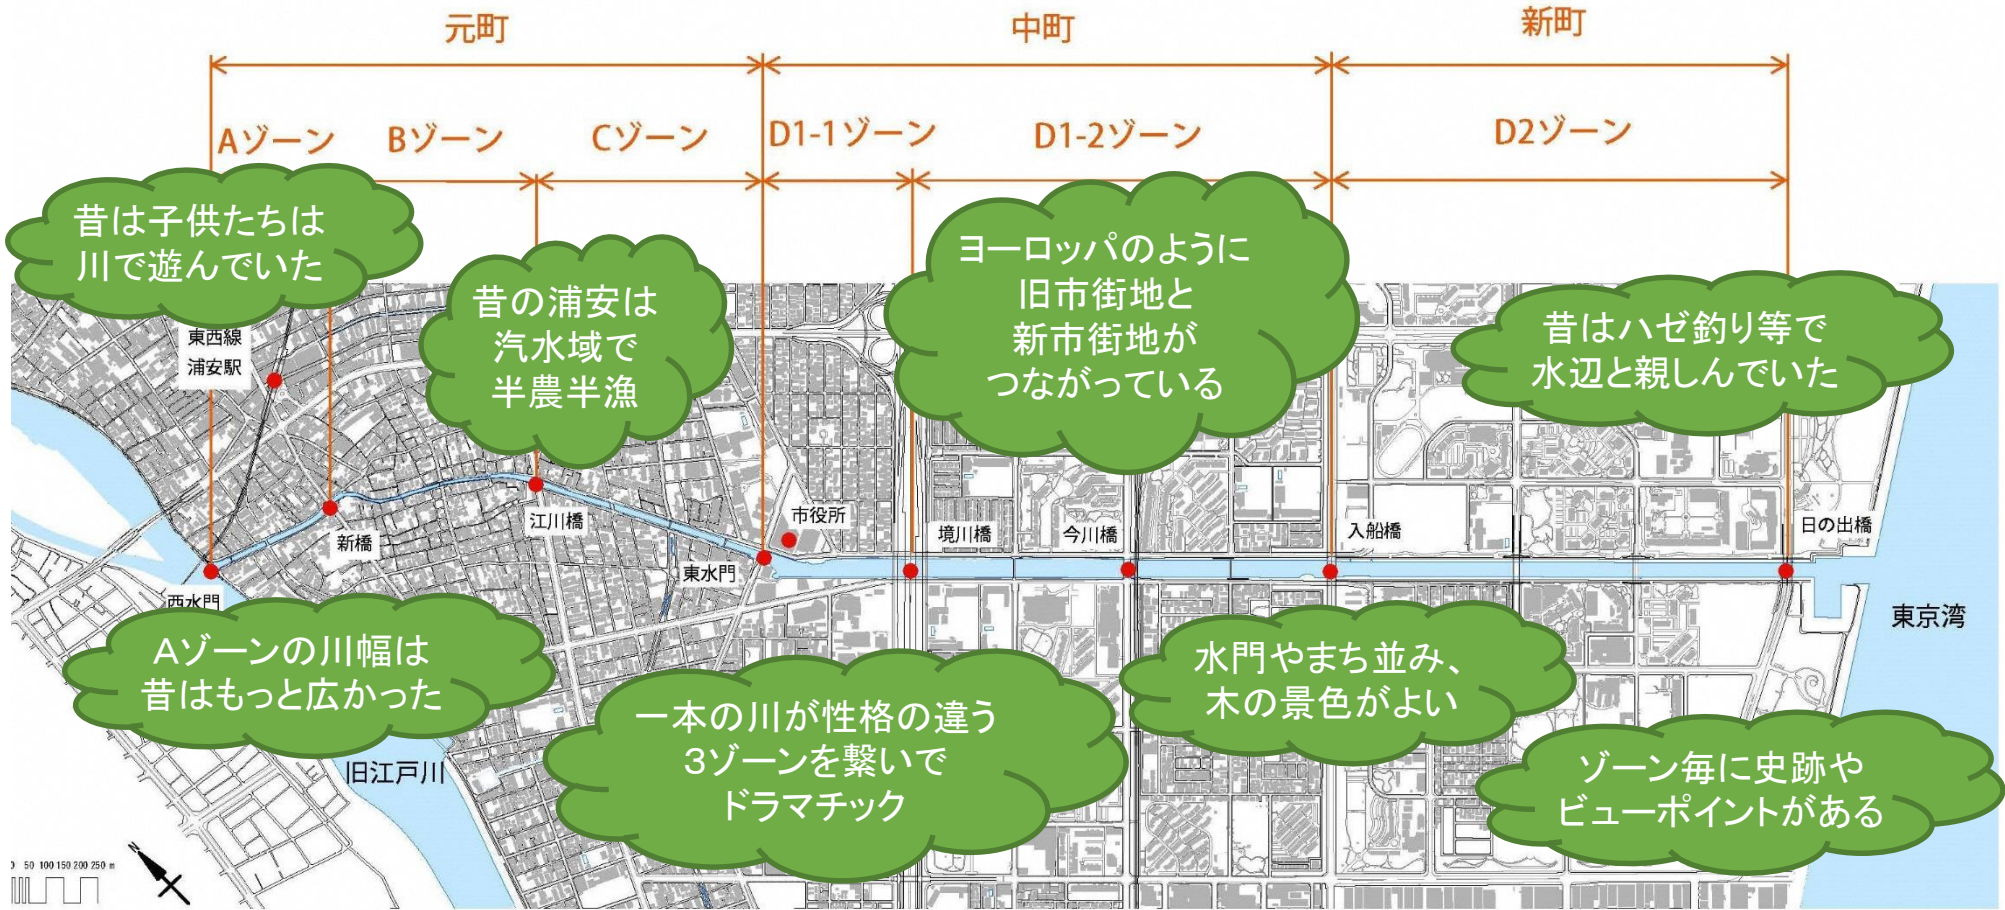 元町
中町
新町
Aゾーン
Bゾーン
Cゾーン
D1-1ゾーン
D1-2ゾーン
D2ゾーン
昔は子供たちは
川で遊んでいた
昔の浦安は
汽水域で
半農半漁
ヨーロッパのように
旧市街地と
新市街地が
つながっている
昔はハゼ釣り等で
水辺と親しんでいた
東西線
浦安駅
新橋
江川橋
市役所
東水門
境川橋
今川橋
入船橋
日の出橋
西水門
東京湾
Aゾーンの川幅は
昔はもっと広かった
一本の川が性格の違う
3ゾーンを繋いで
ドラマチック
水門やまち並み、
木の景色がよい
ゾーン毎に史跡や
ビューポイントがある
旧江戸川
0 50 100 150 200 250 m
N